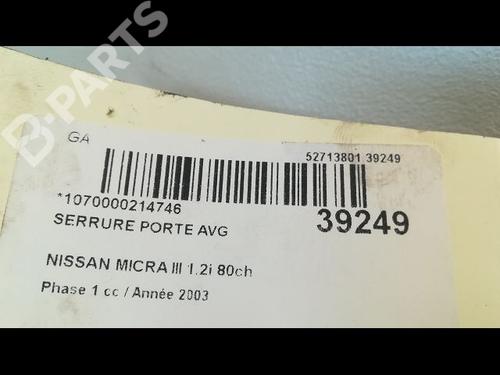 B-PARTS
GA
52713801 39249
*1070000214746
39249
SERRURE PORTE AVG
NISSAN MICRA III 1.2i 80ch
Phase 1 cc / Année 2003